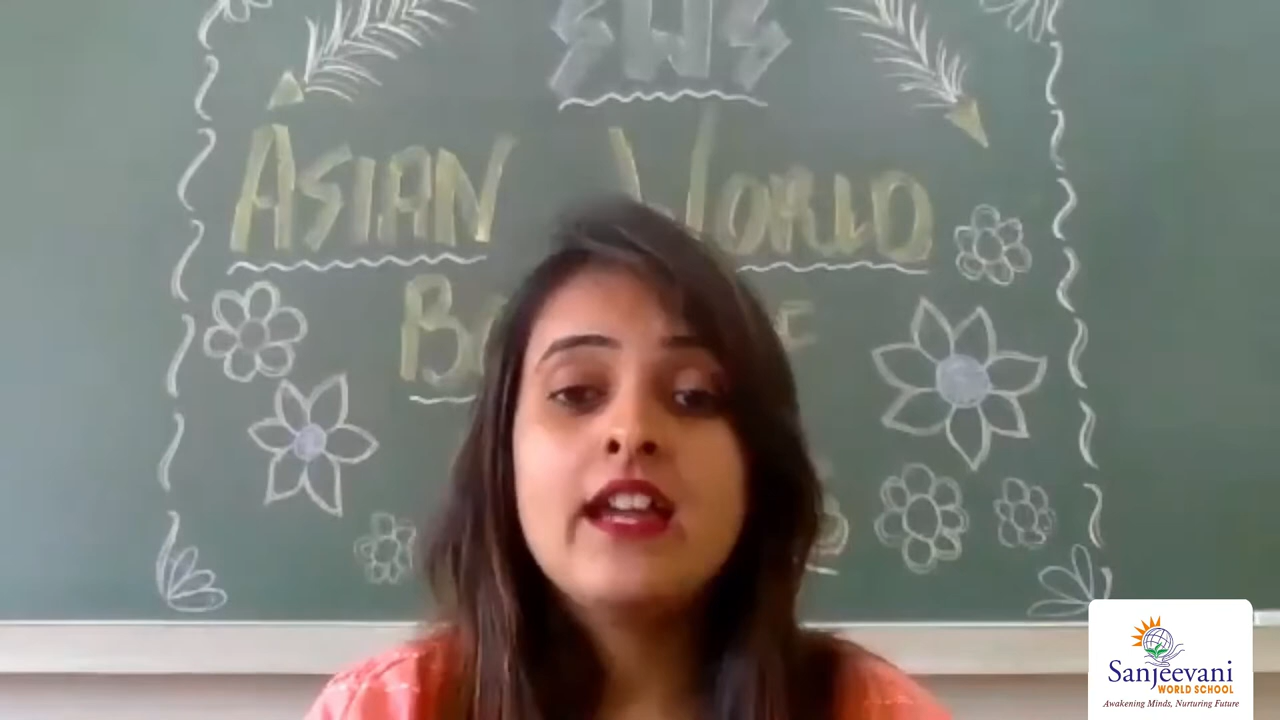 SWS
ASIAN WORLD
Sanjeevani
WORLD SCHOOL
Awakening Minds, Nurturing Future